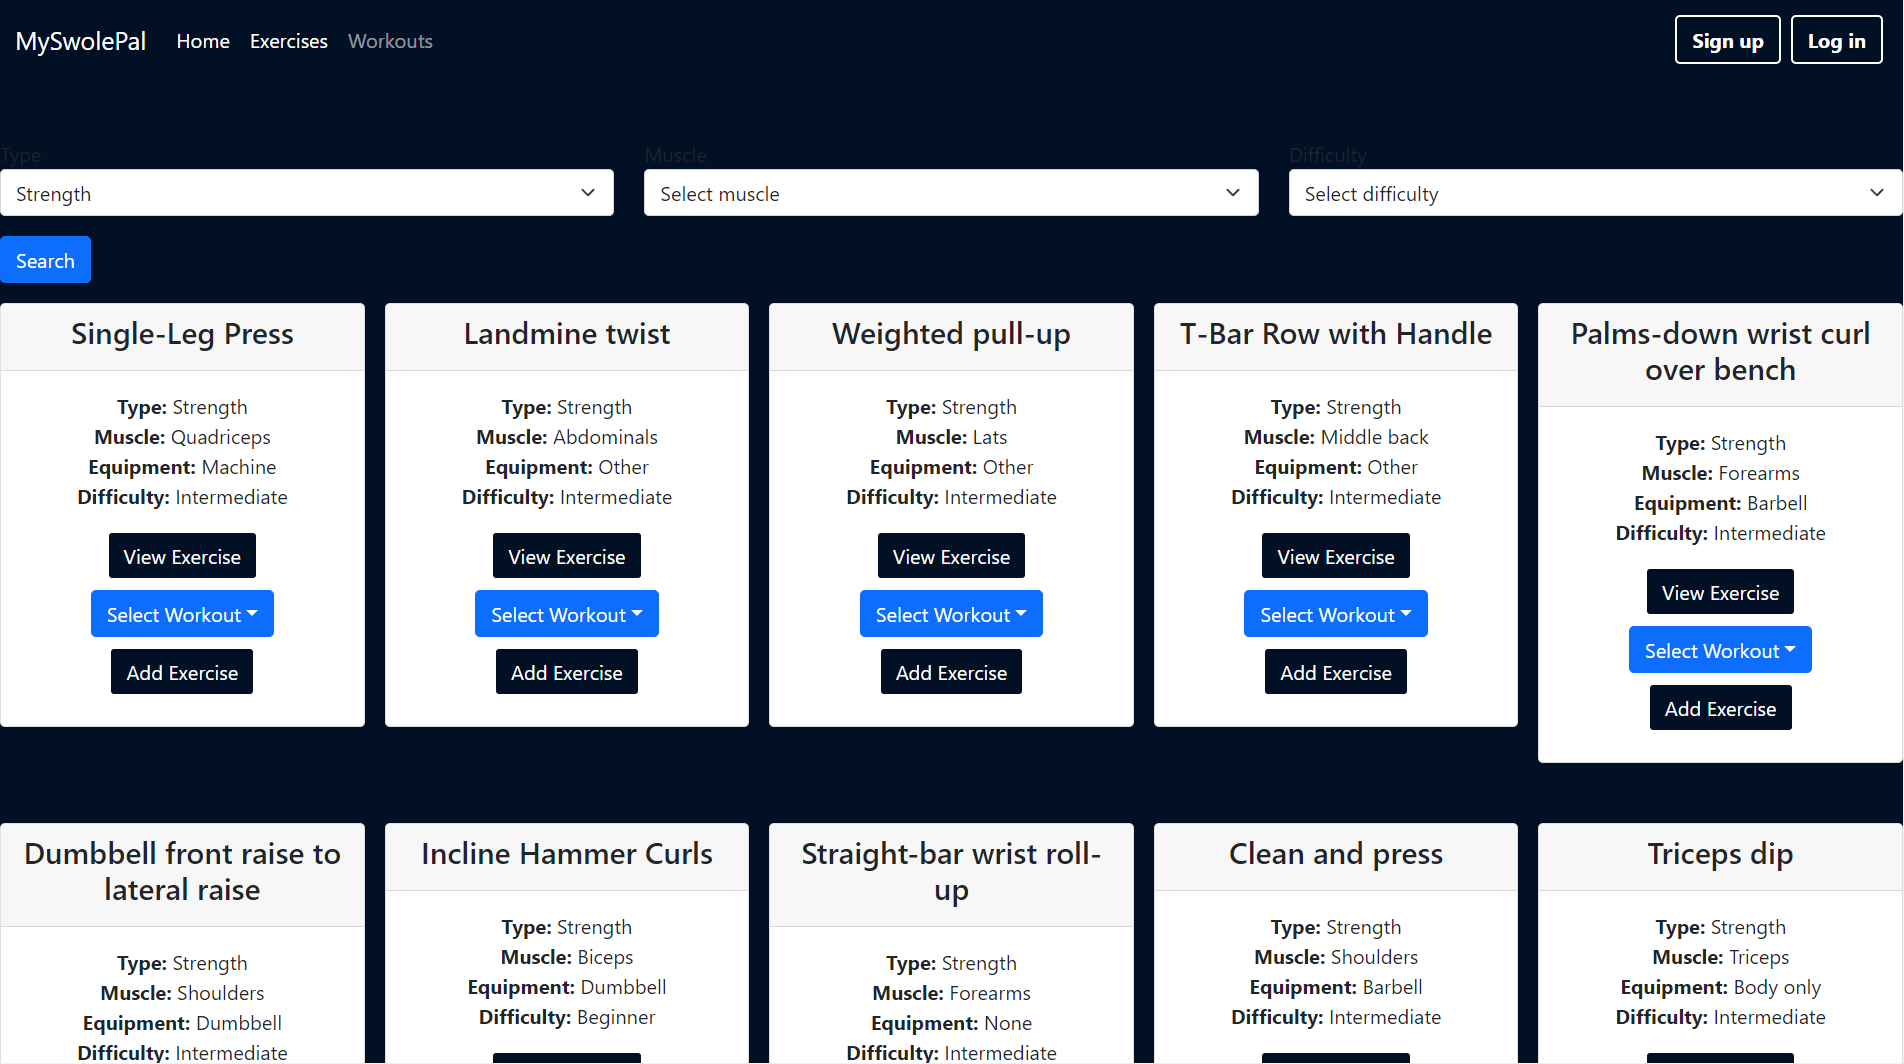 MySwolePal Home Exercises Workouts Sign up Log in
Type Muscle Difficulty
Strength Select muscle Select difficulty
Search
Single-Leg Press
Type: Strength
Muscle: Quadriceps
Equipment: Machine
Difficulty: Intermediate
View Exercise
Select Workout
Add Exercise
Landmine twist
Type: Strength
Muscle: Abdominals
Equipment: Other
Difficulty: Intermediate
View Exercise
Select Workout
Add Exercise
Weighted pull-up
Type: Strength
Muscle: Lats
Equipment: Other
Difficulty: Intermediate
View Exercise
Select Workout
Add Exercise
T-Bar Row with Handle
Type: Strength
Muscle: Middle back
Equipment: Other
Difficulty: Intermediate
View Exercise
Select Workout
Add Exercise
Palms-down wrist curl
over bench
Type: Strength
Muscle: Forearms
Equipment: Barbell
Difficulty: Intermediate
View Exercise
Select Workout
Add Exercise
Dumbbell front raise to
lateral raise
Type: Strength
Muscle: Shoulders
Equipment: Dumbbell
Difficulty: Intermediate
Incline Hammer Curls
Type: Strength
Muscle: Biceps
Equipment: Dumbbell
Difficulty: Beginner
Straight-bar wrist roll-
up
Type: Strength
Muscle: Forearms
Equipment: None
Difficulty: Intermediate
Clean and press
Type: Strength
Muscle: Shoulders
Equipment: Barbell
Difficulty: Intermediate
Triceps dip
Type: Strength
Muscle: Triceps
Equipment: Body only
Difficulty: Intermediate